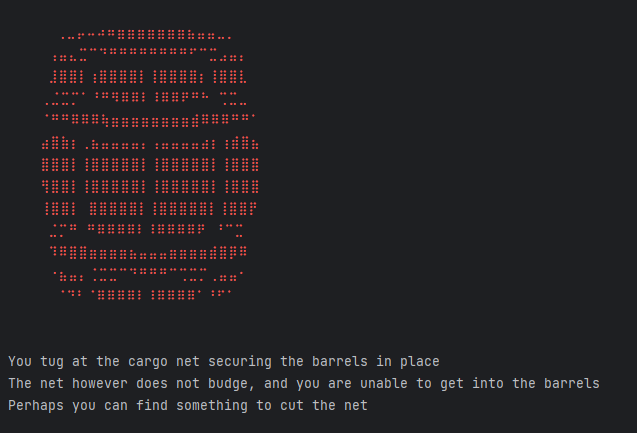 You tug at the cargo net securing the barrels in place
The net however does not budge, and you are unable to get into the barrels
Perhaps you can find something to cut the net